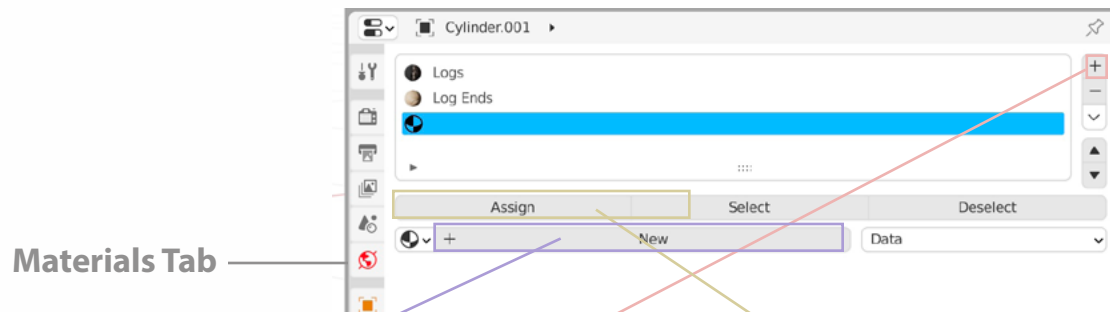 Cylinder.001
Logs
Log Ends
Assign Select Deselect
+ New Data
Materials Tab